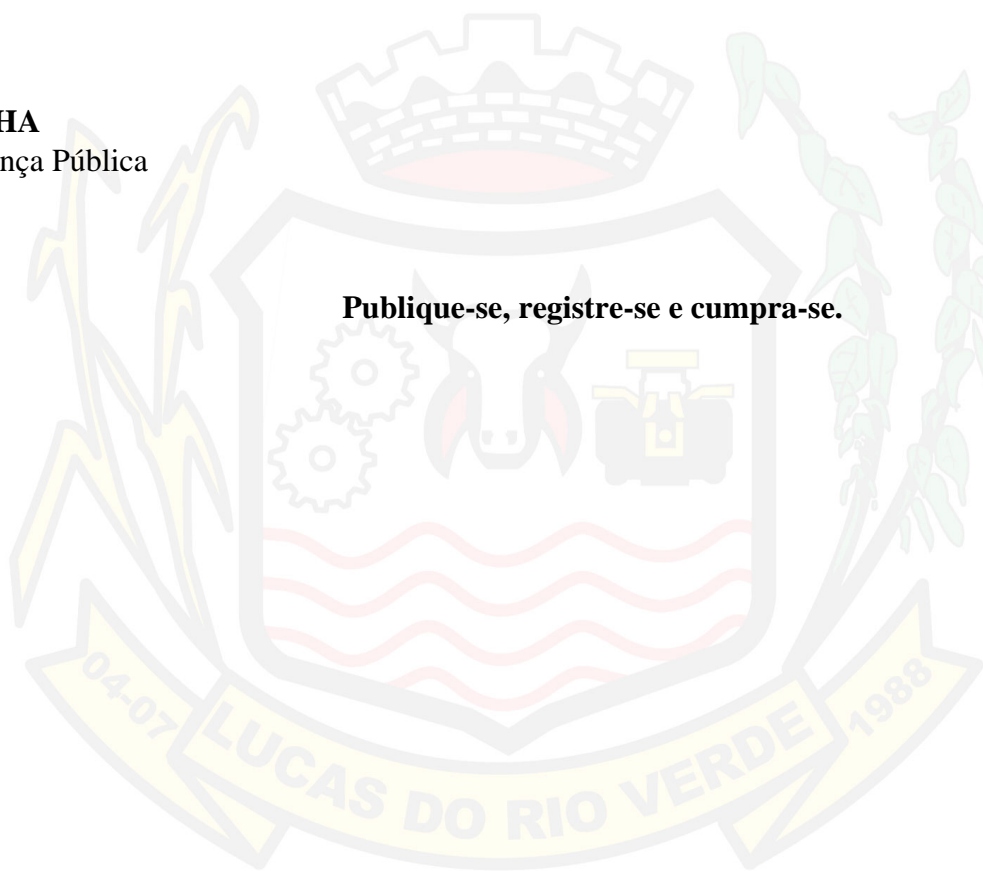 HA
nça Pública
Publique-se, registre-se e cumpra-se.
04-07 LUCAS DO RIO VERDE 1988